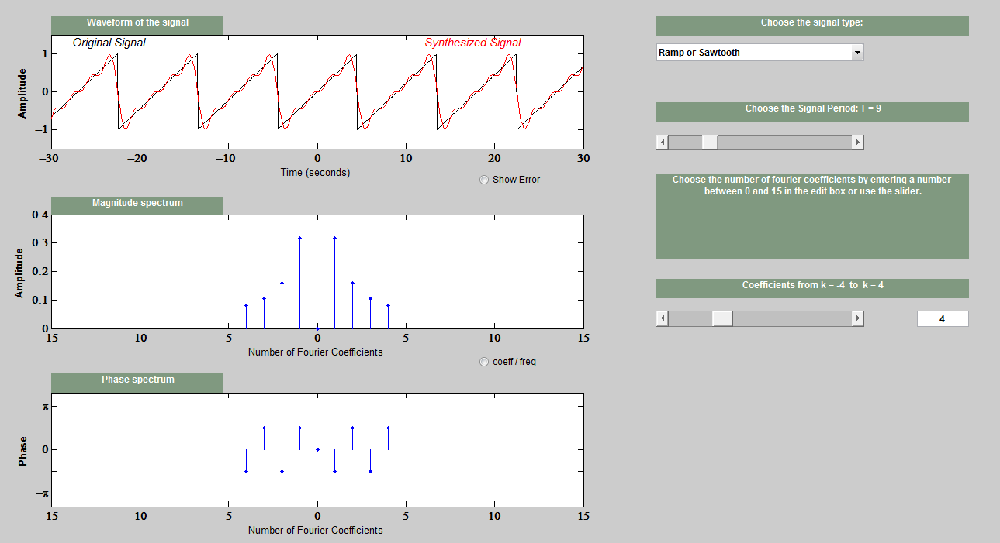 Waveform of the signal
Original Signal
Synthesized Signal
Amplitude
1
0
−1
−30
−20
−10
0
10
20
30
Time (seconds)
Show Error
Magnitude spectrum
Amplitude
0.4
0.3
0.2
0.1
0
−15
−10
−5
0
5
10
15
Number of Fourier Coefficients
coeff / freq
Phase spectrum
Phase
π
0
−π
−15
−10
−5
0
5
10
15
Number of Fourier Coefficients
Choose the signal type:
Ramp or Sawtooth
Choose the Signal Period: T = 9
Choose the number of fourier coefficients by entering a number
between 0 and 15 in the edit box or use the slider.
Coefficients from k = -4 to k = 4
4